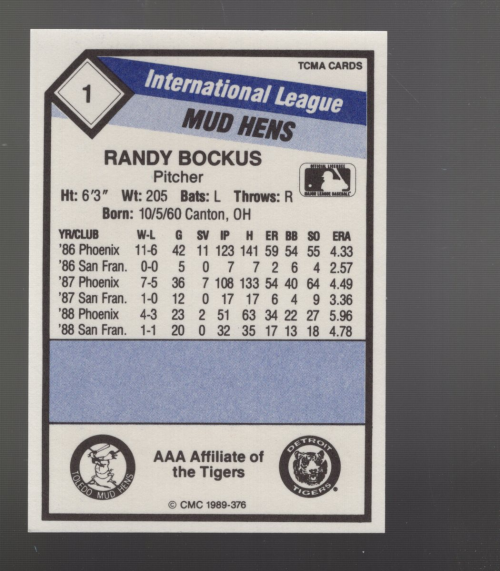 TCMA CARDS
1
International League
MUD HENS
RANDY BOCKUS
Pitcher
OFFICIAL LICENSEE
MAJOR LEAGUE BASEBALL
Ht: 6'3" Wt: 205 Bats: L Throws: R
Born: 10/5/60 Canton, OH
YR/CLUB W-L G SV IP H ER BB SO ERA
'86 Phoenix 11-6 42 11 123 141 59 54 55 4.33
'86 San Fran. 0-0 5 0 7 7 2 6 4 2.57
'87 Phoenix 7-5 36 7 108 133 54 40 64 4.49
'87 San Fran. 1-0 12 0 17 17 6 4 9 3.36
'88 Phoenix 4-3 23 2 51 63 34 22 27 5.96
'88 San Fran. 1-1 20 0 32 35 17 13 18 4.78
TOLEDO MUD HENS
AAA Affiliate of
the Tigers
DETROIT
TIGERS
© CMC 1989-376